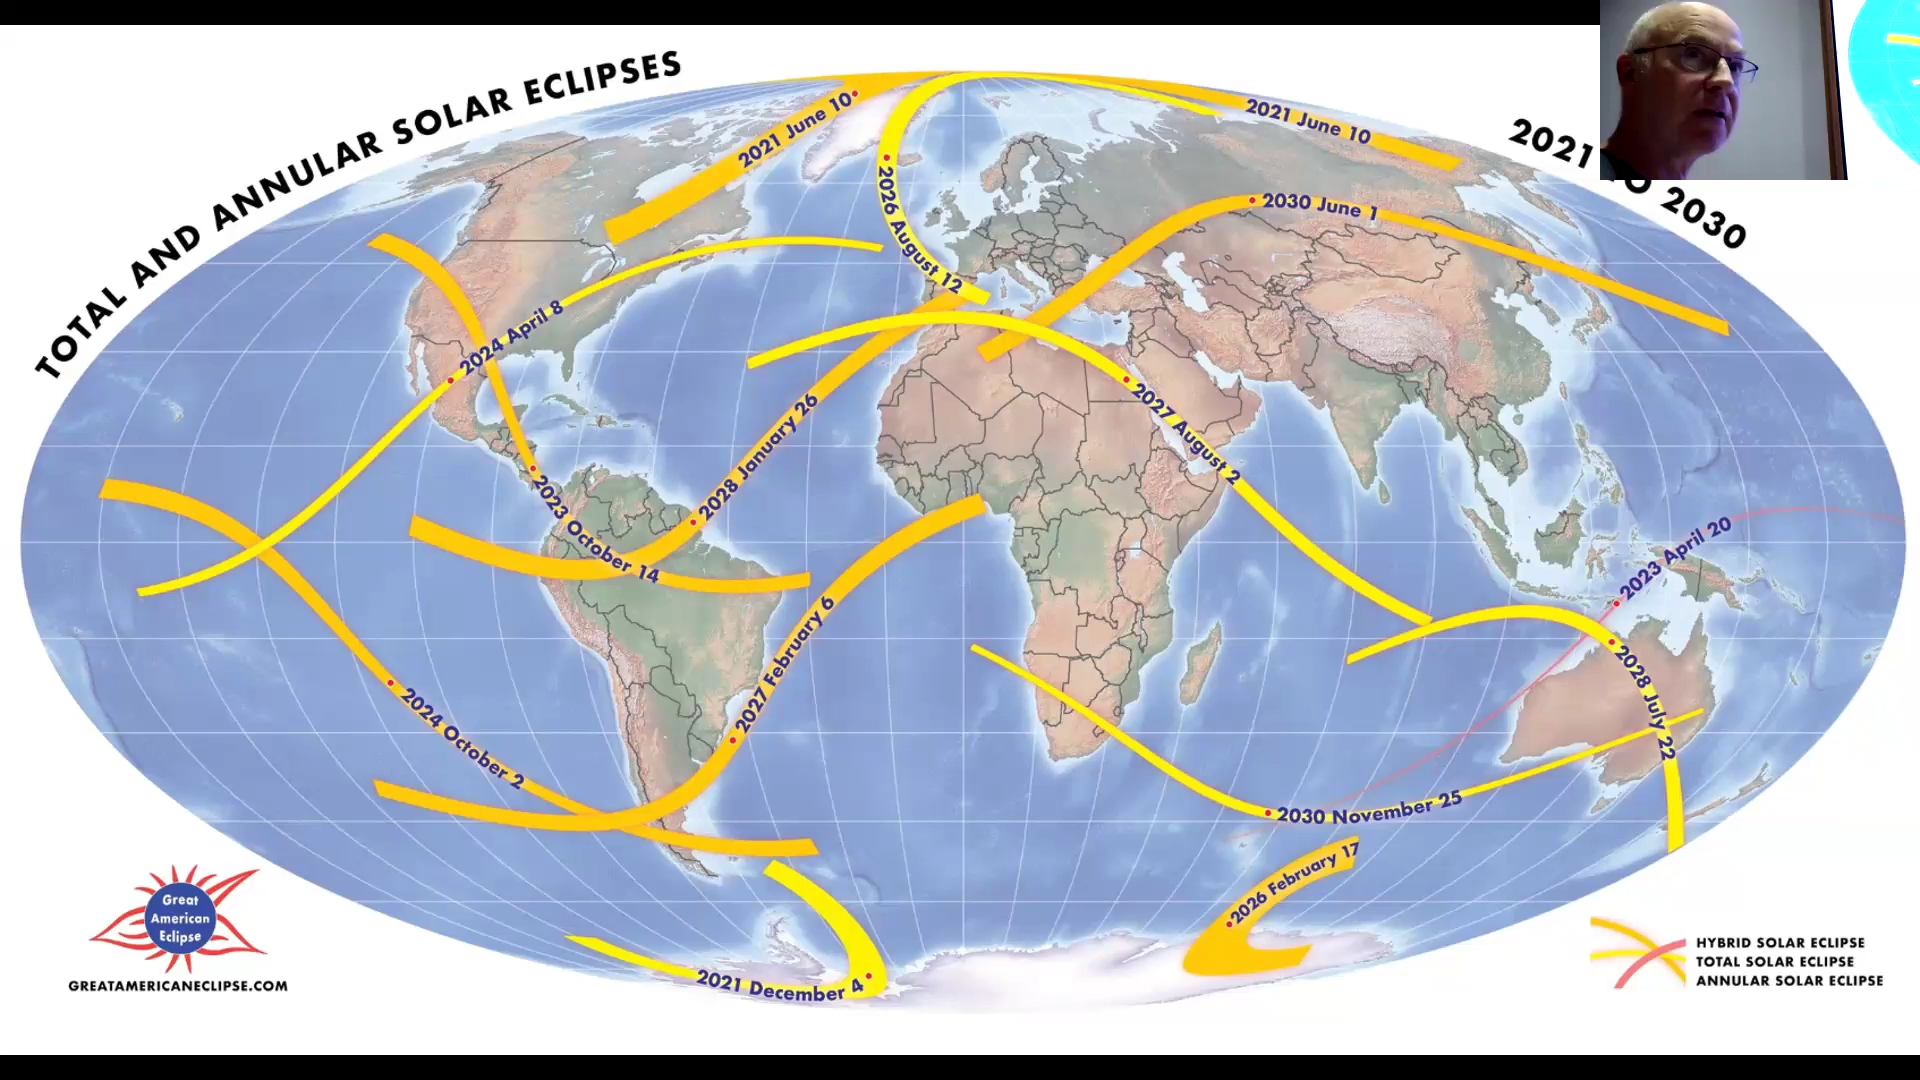 TOTAL AND ANNULAR SOLAR ECLIPSES
2021 TO 2030
2021 June 10
2021 June 10
2026 August 12
2030 June 1
2024 April 8
2027 August 2
2028 January 26
2023 October 14
2023 April 20
2027 February 6
2028 July 22
2024 October 2
2030 November 25
2026 February 17
2021 December 4
Great
American
Eclipse
GREATAMERICANECLIPSE.COM
HYBRID SOLAR ECLIPSE
TOTAL SOLAR ECLIPSE
ANNULAR SOLAR ECLIPSE